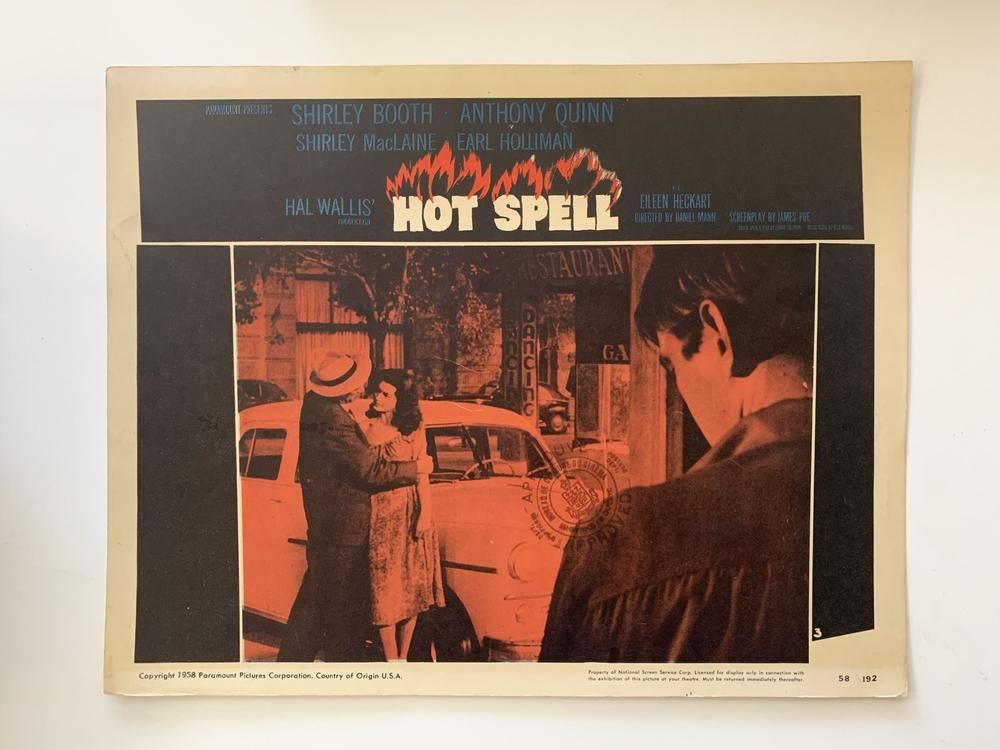 PARAMOUNT PRESENTS
SHIRLEY BOOTH · ANTHONY QUINN
SHIRLEY MacLAINE · EARL HOLLIMAN
HAL WALLIS'
PRODUCTION
HOT SPELL
EILEEN HECKART
DIRECTED BY DANIEL MANN
SCREENPLAY BY JAMES POE
RESTAURANT
DANCING
GA
APPROVED
3
Copyright 1958 Paramount Pictures Corporation. Country of Origin U.S.A.
Property of National Screen Service Corp. Licensed for display only in connection with
the exhibition of this picture at your theatre. Must be returned immediately thereafter.
58 192